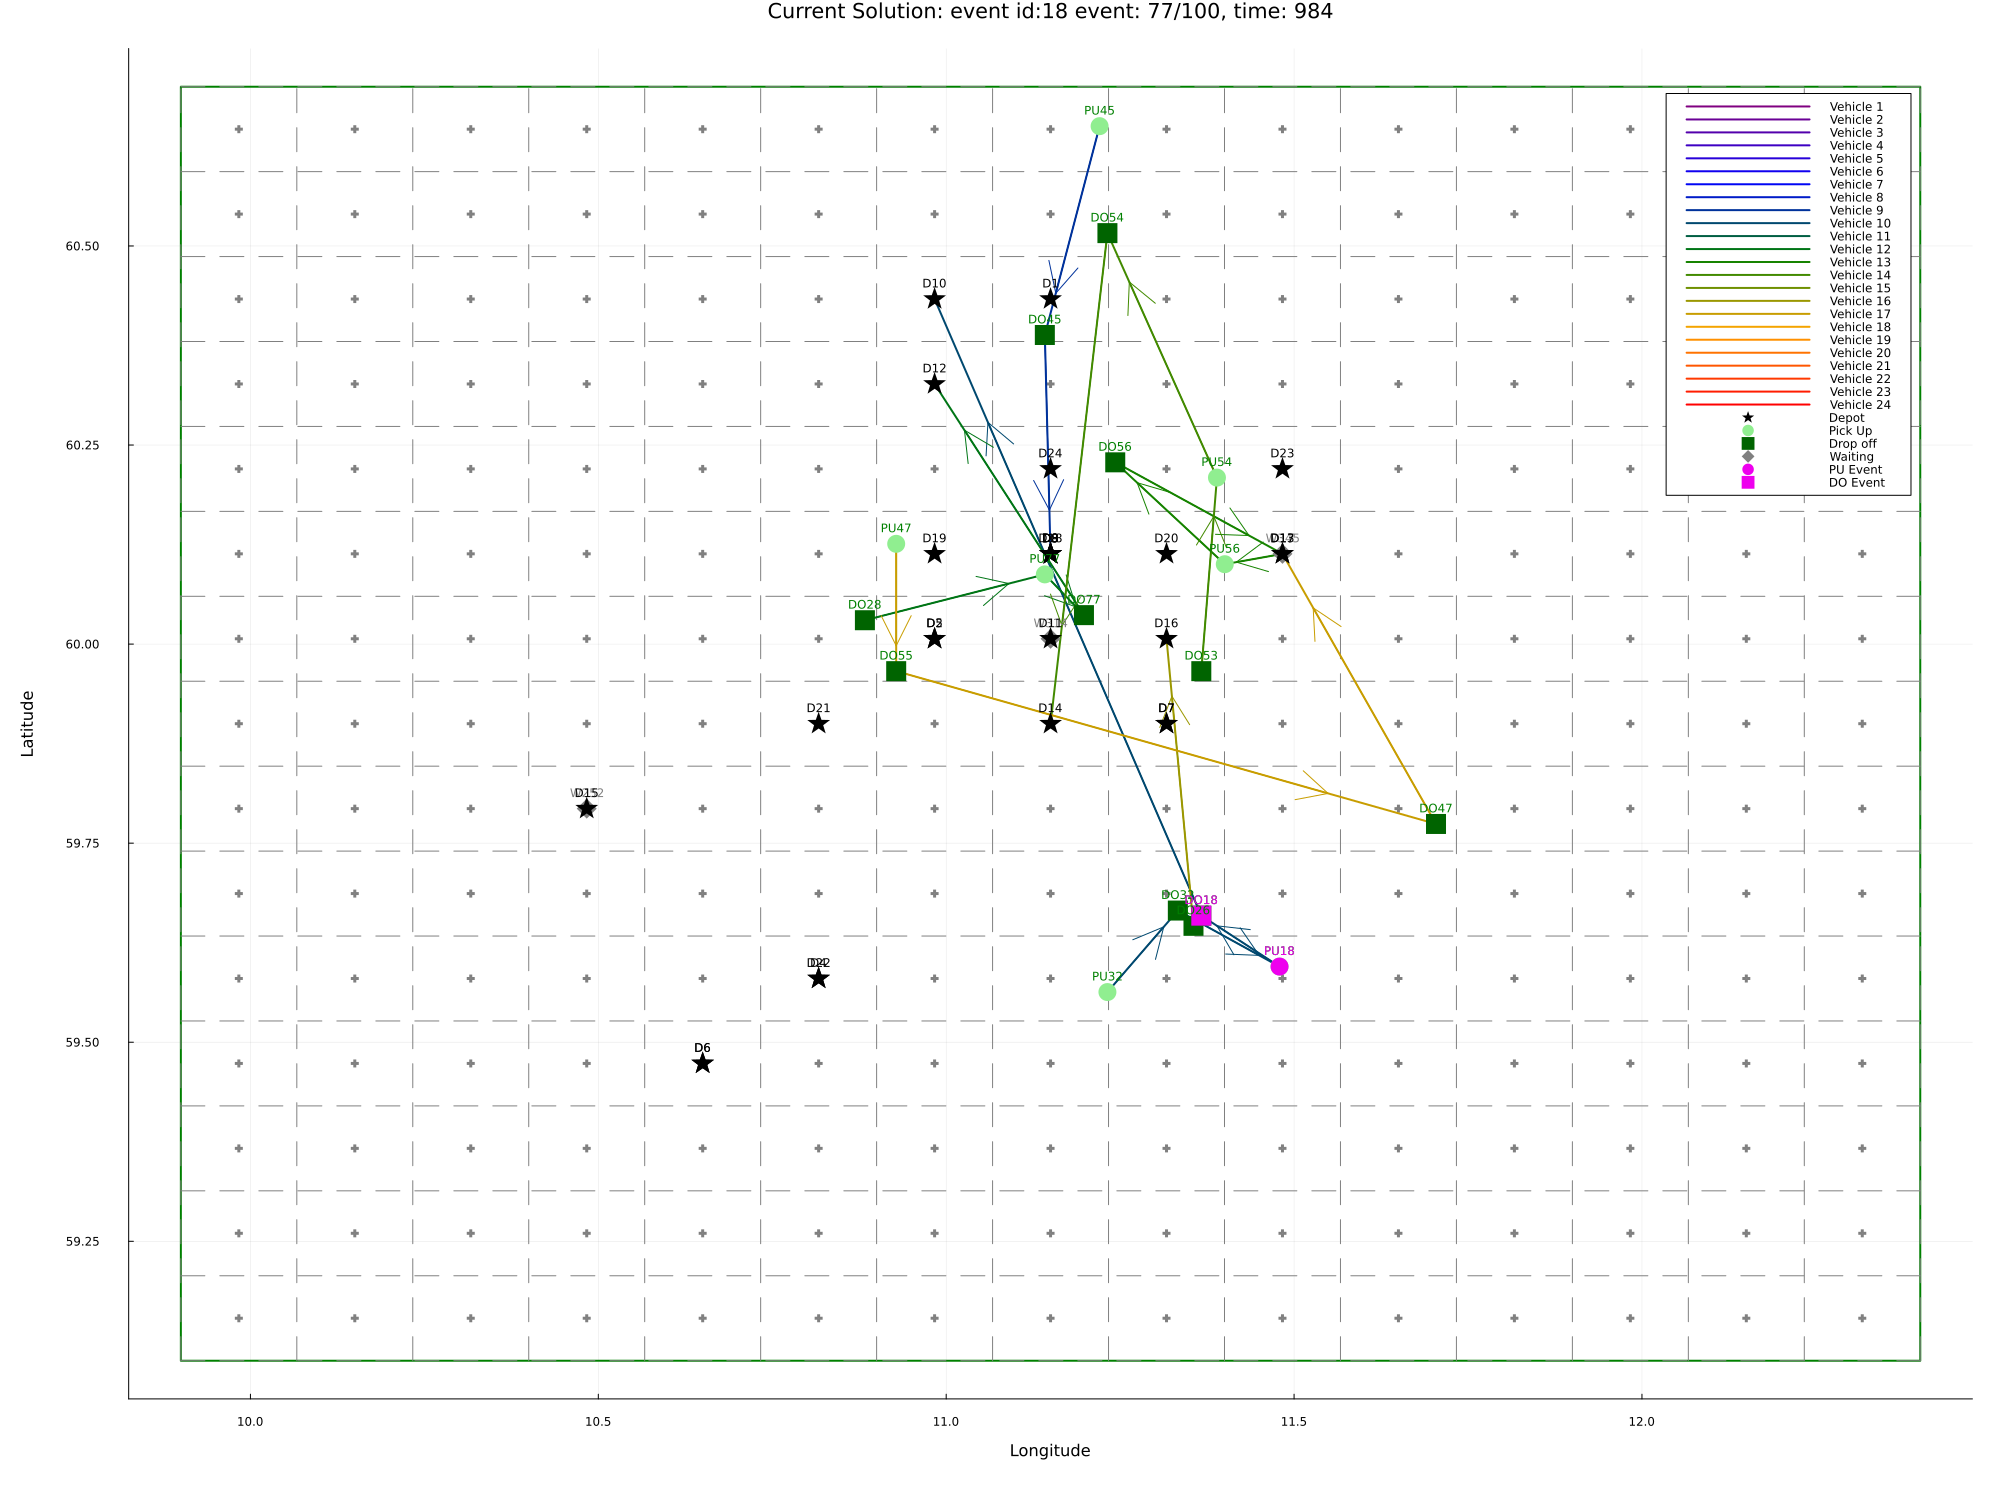 Current Solution: event id:18 event: 77/100, time: 984
Vehicle 1
Vehicle 2
Vehicle 3
Vehicle 4
Vehicle 5
Vehicle 6
Vehicle 7
Vehicle 8
Vehicle 9
Vehicle 10
Vehicle 11
Vehicle 12
Vehicle 13
Vehicle 14
Vehicle 15
Vehicle 16
Vehicle 17
Vehicle 18
Vehicle 19
Vehicle 20
Vehicle 21
Vehicle 22
Vehicle 23
Vehicle 24
Depot
Pick Up
Drop off
Waiting
PU Event
DO Event
PU45
DO54
60.50
D10
D1
DO45
D12
60.25
DO56
D24
PU54
D23
PU47
D19
D20
PU56
DO28
DO77
D16
60.00
DO55
DO53
D21
D14
D7
DO47
D15
59.75
DO18
PU18
PU32
D22
59.50
D6
59.25
10.0
10.5
11.0
11.5
12.0
Longitude
Latitude